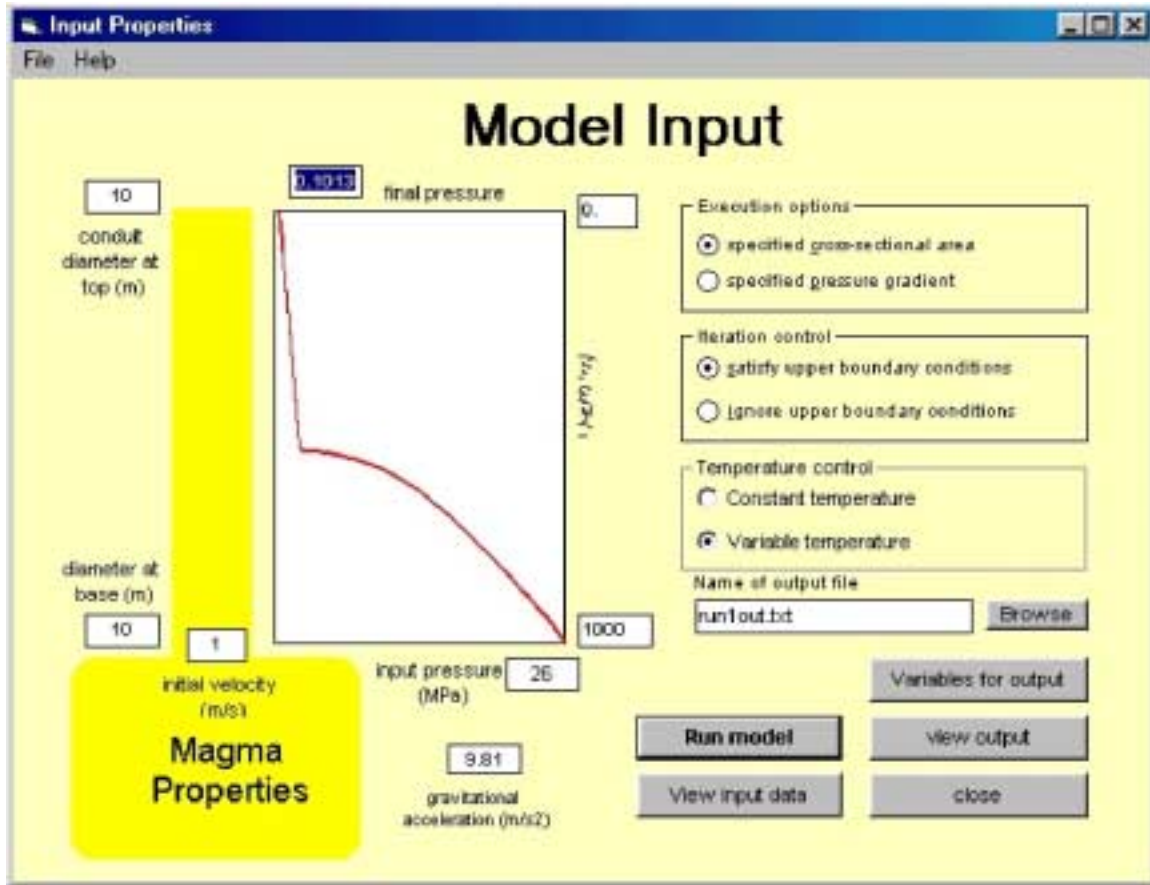 Input Properties
File Help
Model Input
0.1013
final pressure
10
0.
conduit
diameter at
top (m)
diameter at
base (m)
10
1
initial velocity
(m/s)
Magma
Properties
1000
input pressure
(MPa)
26
9.81
gravitational
acceleration (m/s2)
Execution options
specified cross-sectional area
specified pressure gradient
Iteration control
satisfy upper boundary conditions
ignore upper boundary conditions
Temperature control
Constant temperature
Variable temperature
Name of output file
run1out.txt
Browse
Variables for output
Run model
view output
View input data
close